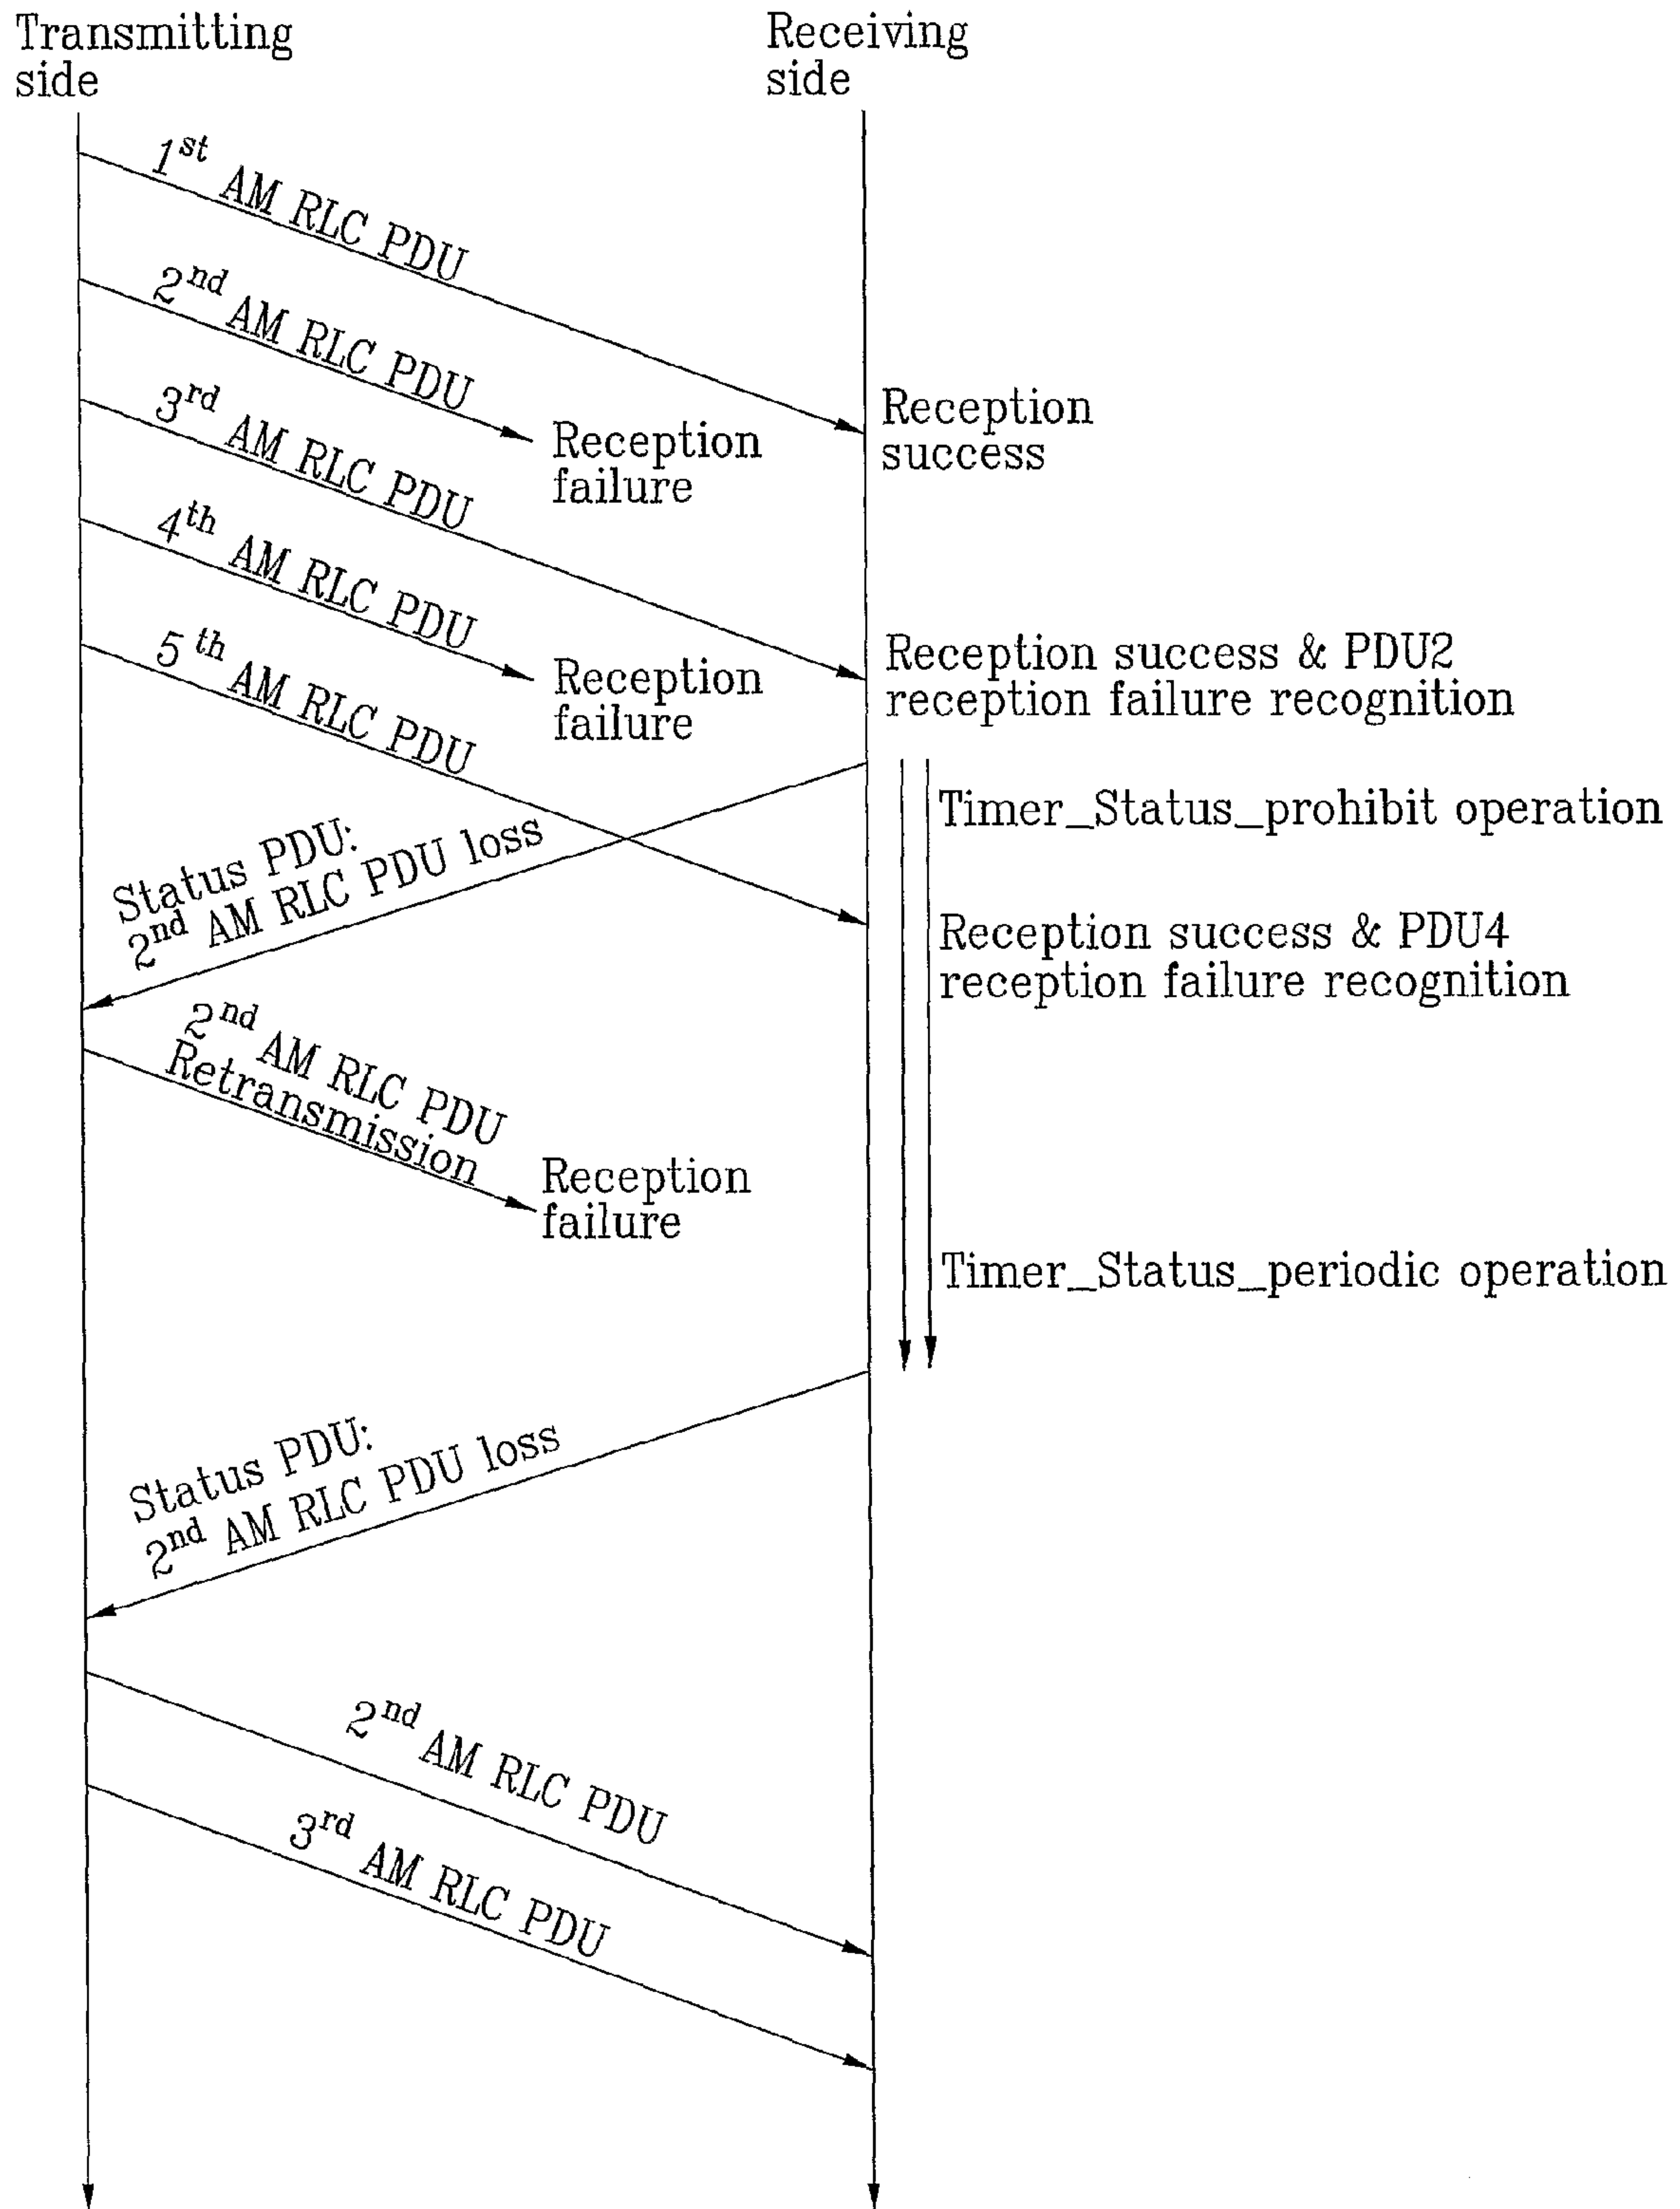 Transmitting
side
Receiving
side
1st AM RLC PDU
2nd AM RLC PDU
Reception
success
3rd AM RLC PDU
Reception
failure
4th AM RLC PDU
5th AM RLC PDU
Reception success & PDU2
reception failure recognition
Reception
failure
Timer_Status_prohibit operation
Status PDU:
2nd AM RLC PDU loss
Reception success & PDU4
reception failure recognition
2nd AM RLC PDU
Retransmission
Reception
failure
Timer_Status_periodic operation
Status PDU:
2nd AM RLC PDU loss
2nd AM RLC PDU
3rd AM RLC PDU